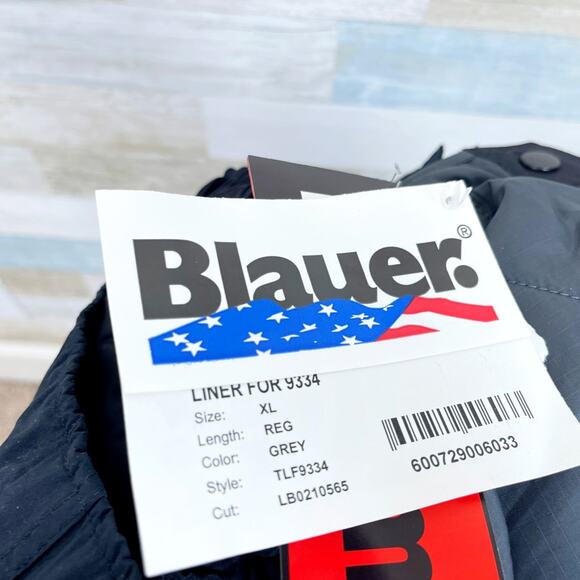 Blauer.®
LINER FOR 9334
Size: XL
Length: REG
Color: GREY
Style: TLF9334
Cut: LB0210565
600729006033
B